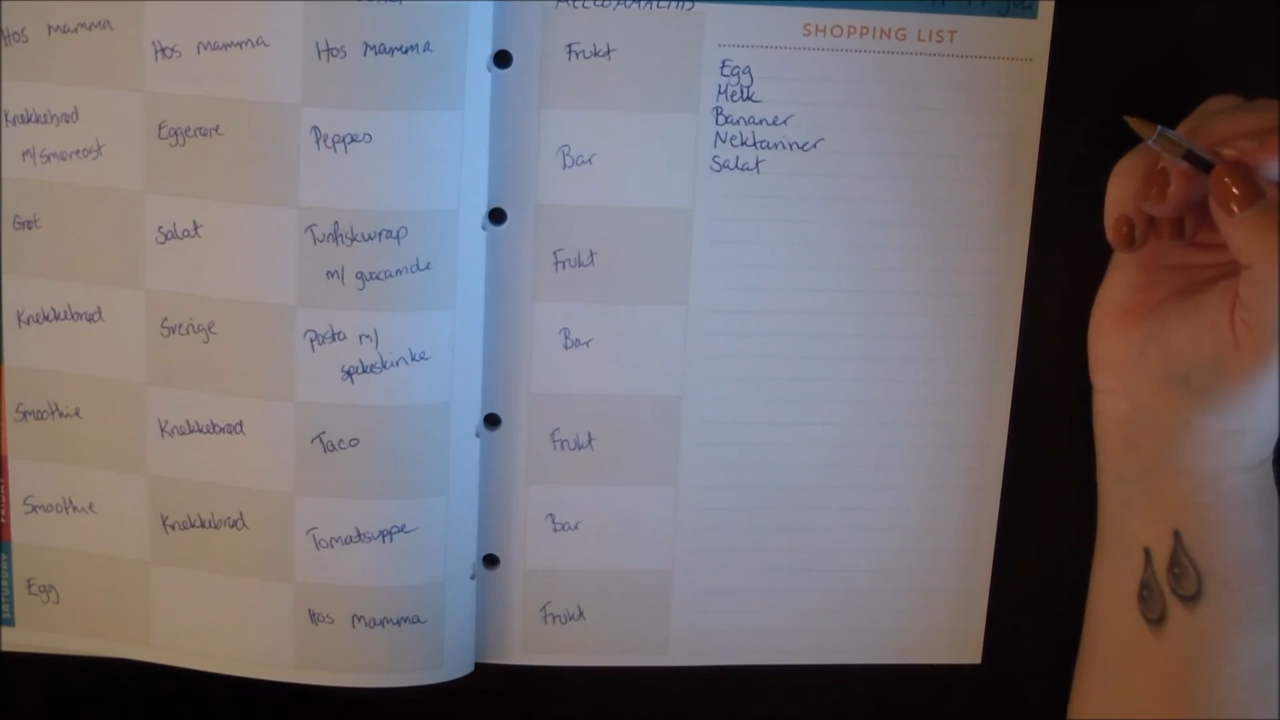 Hos mamma
Hos mamma
Hos mamma
Frukt
Knekkebrød
m/smøreost
Eggerøre
Peppes
Bar
Grøt
Salat
Tunfiskwrap
m/ guacamole
Frukt
Knekkebrød
Sverige
Pasta m/
spekeskinke
Bar
Smoothie
Knekkebrød
Taco
Frukt
Smoothie
Knekkebrød
Tomatsuppe
Bar
SATURDAY
Egg
Hos mamma
Frukt
SHOPPING LIST
Egg
Melk
Bananer
Nektariner
Salat